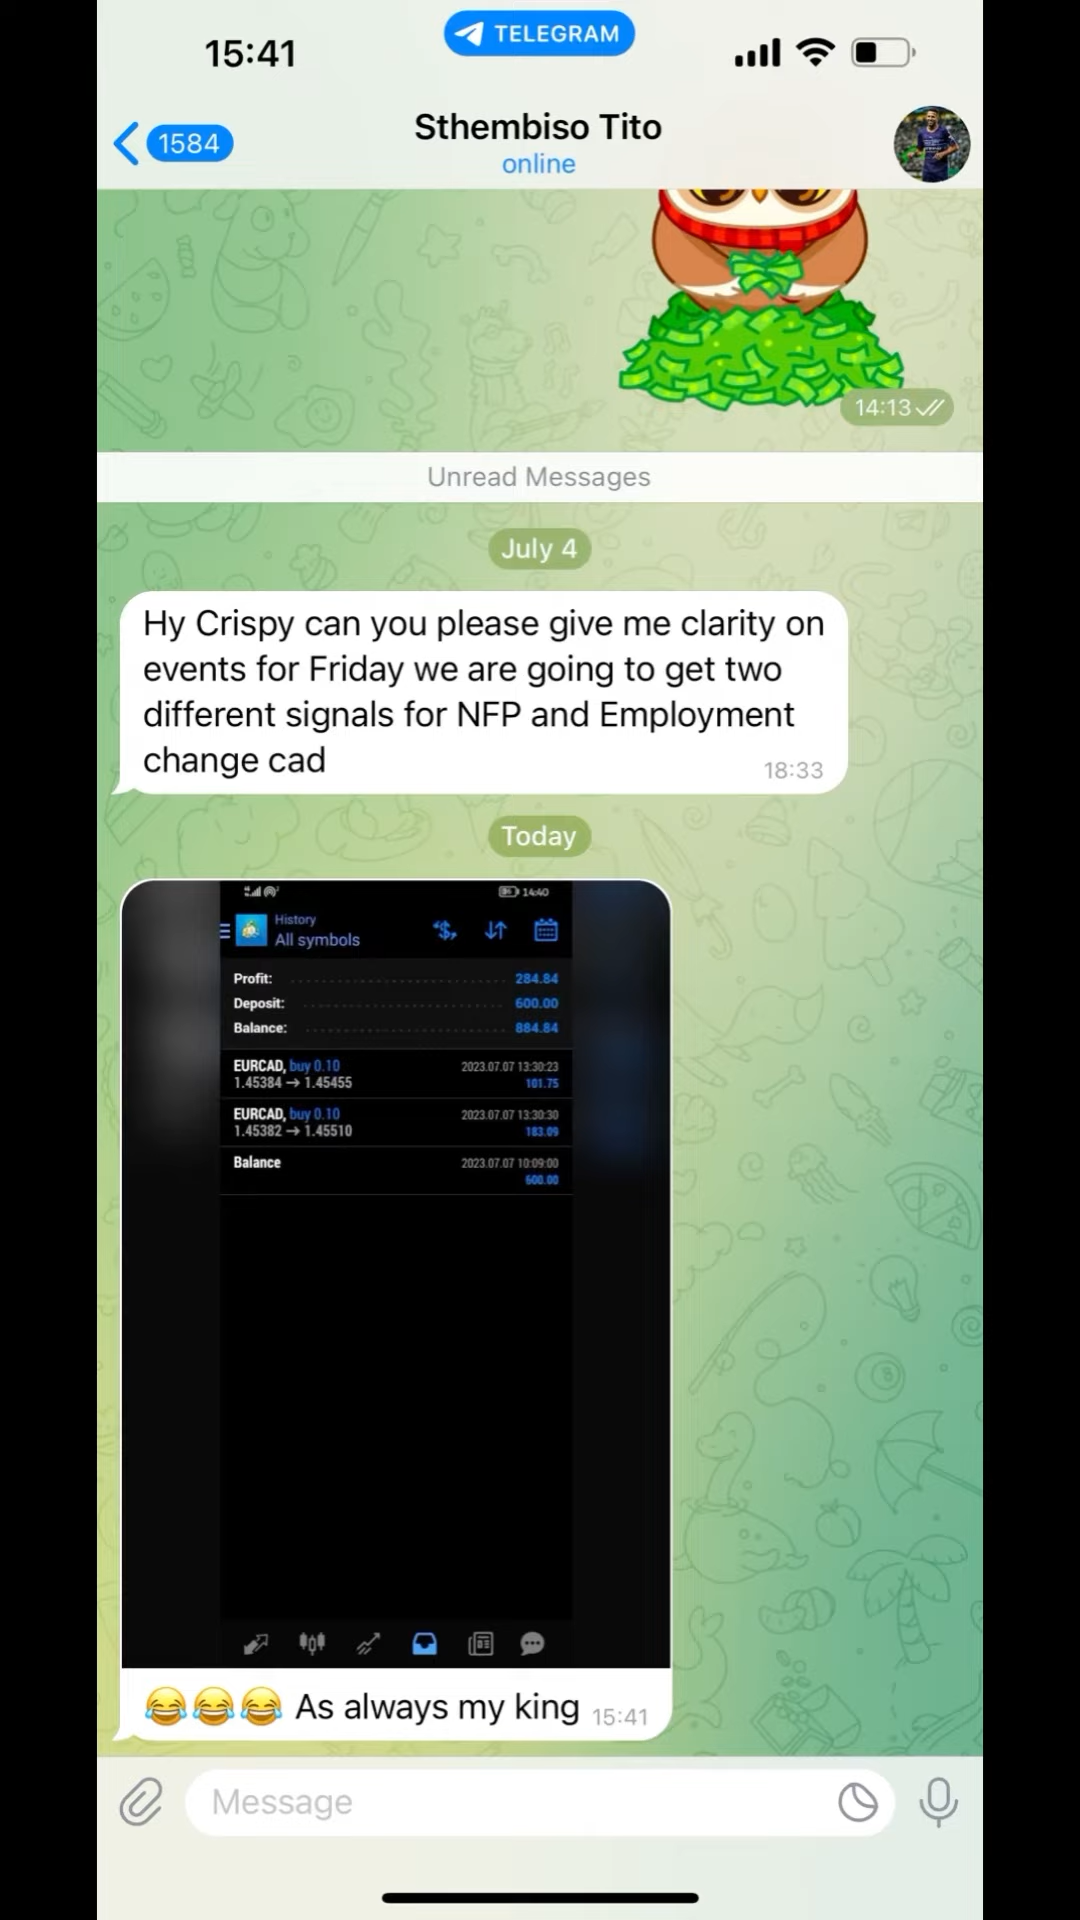 15:41
TELEGRAM
1584
Sthembiso Tito
online
14:13
Unread Messages
July 4
Hy Crispy can you please give me clarity on
events for Friday we are going to get two
different signals for NFP and Employment
change cad
18:33
Today
14:40
History
All symbols
Profit: 284.84
Deposit: 600.00
Balance: 884.84
EURCAD, buy 0.10 2023.07.07 13:30:23
1.45384 → 1.45455 101.75
EURCAD, buy 0.10 2023.07.07 13:30:30
1.45382 → 1.45510 183.09
Balance 2023.07.07 10:09:00
600.00
😂😂😂 As always my king 15:41
Message